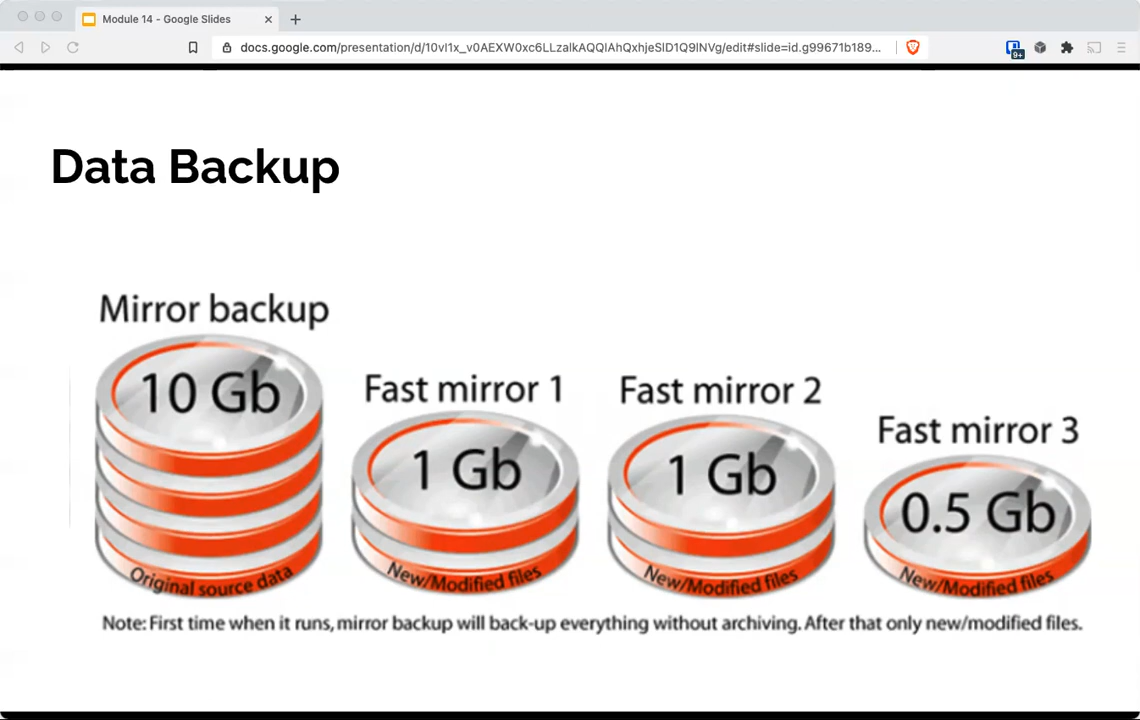 Module 14 - Google Slides
docs.google.com/presentation/d/10vI1x_v0AEXW0xc6LLzalkAQQIAhQxhjeSlD1Q9lNVg/edit#slide=id.g99671b189...
9+
Data Backup
Mirror backup
10 Gb
Original source data
Fast mirror 1
1 Gb
New/Modified files
Fast mirror 2
1 Gb
New/Modified files
Fast mirror 3
0.5 Gb
New/Modified files
Note: First time when it runs, mirror backup will back-up everything without archiving. After that only new/modified files.